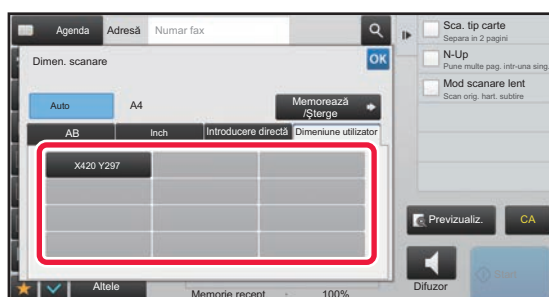 Agenda
Adresă
Numar fax
Dimen. scanare
OK
Auto
A4
Memorează
/Şterge
AB
Inch
Introducere directă
Dimeniune utilizator
X420 Y297
Altele
Memorie recept
100%
Sca. tip carte
Separa in 2 pagini
N-Up
Pune multe pag. intr-una sing.
Mod scanare lent
Scan orig. hart. subtire
Previzualiz.
CA
Difuzor
Start